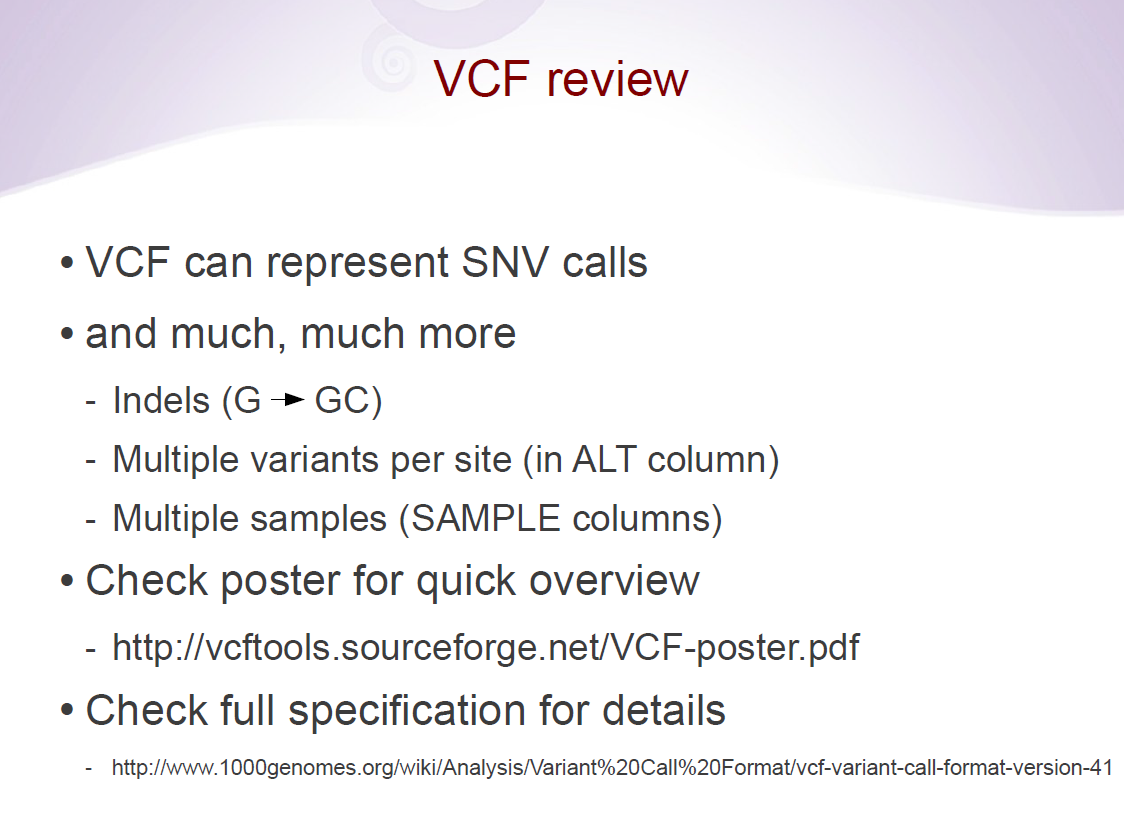 VCF review
• VCF can represent SNV calls
• and much, much more
- Indels (G → GC)
- Multiple variants per site (in ALT column)
- Multiple samples (SAMPLE columns)
• Check poster for quick overview
- http://vcftools.sourceforge.net/VCF-poster.pdf
• Check full specification for details
- http://www.1000genomes.org/wiki/Analysis/Variant%20Call%20Format/vcf-variant-call-format-version-41